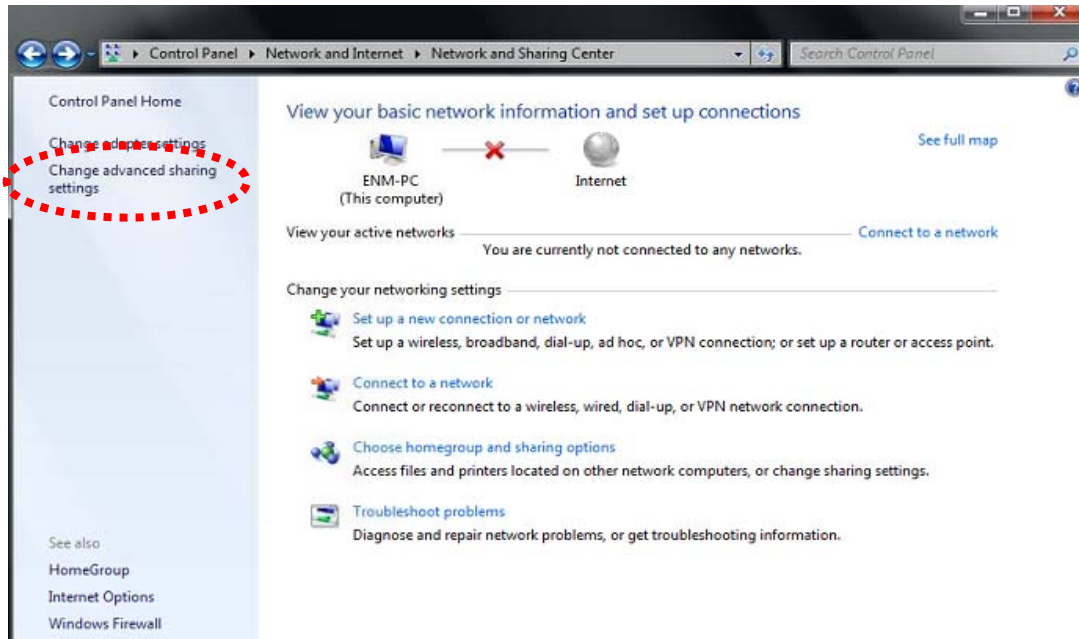 Control Panel ▸ Network and Internet ▸ Network and Sharing Center
Search Control Panel
Control Panel Home
Change adapter settings
Change advanced sharing
settings
See also
HomeGroup
Internet Options
Windows Firewall
View your basic network information and set up connections
See full map
ENM-PC
(This computer)
Internet
View your active networks
Connect to a network
You are currently not connected to any networks.
Change your networking settings
Set up a new connection or network
Set up a wireless, broadband, dial-up, ad hoc, or VPN connection; or set up a router or access point.
Connect to a network
Connect or reconnect to a wireless, wired, dial-up, or VPN network connection.
Choose homegroup and sharing options
Access files and printers located on other network computers, or change sharing settings.
Troubleshoot problems
Diagnose and repair network problems, or get troubleshooting information.